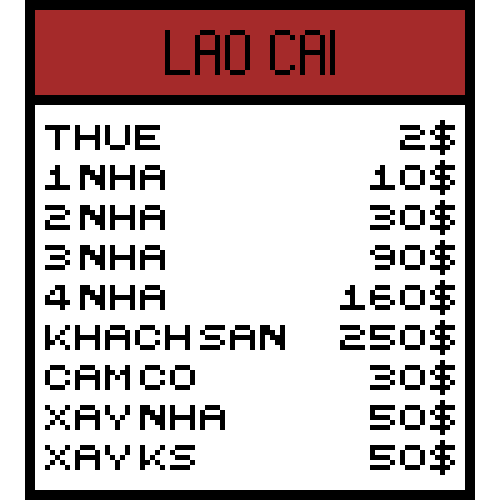 LAO CAI
THUE 2$
1 NHA 10$
2 NHA 30$
3 NHA 90$
4 NHA 160$
KHACH SAN 250$
CAM CO 30$
XAY NHA 50$
XAY KS 50$